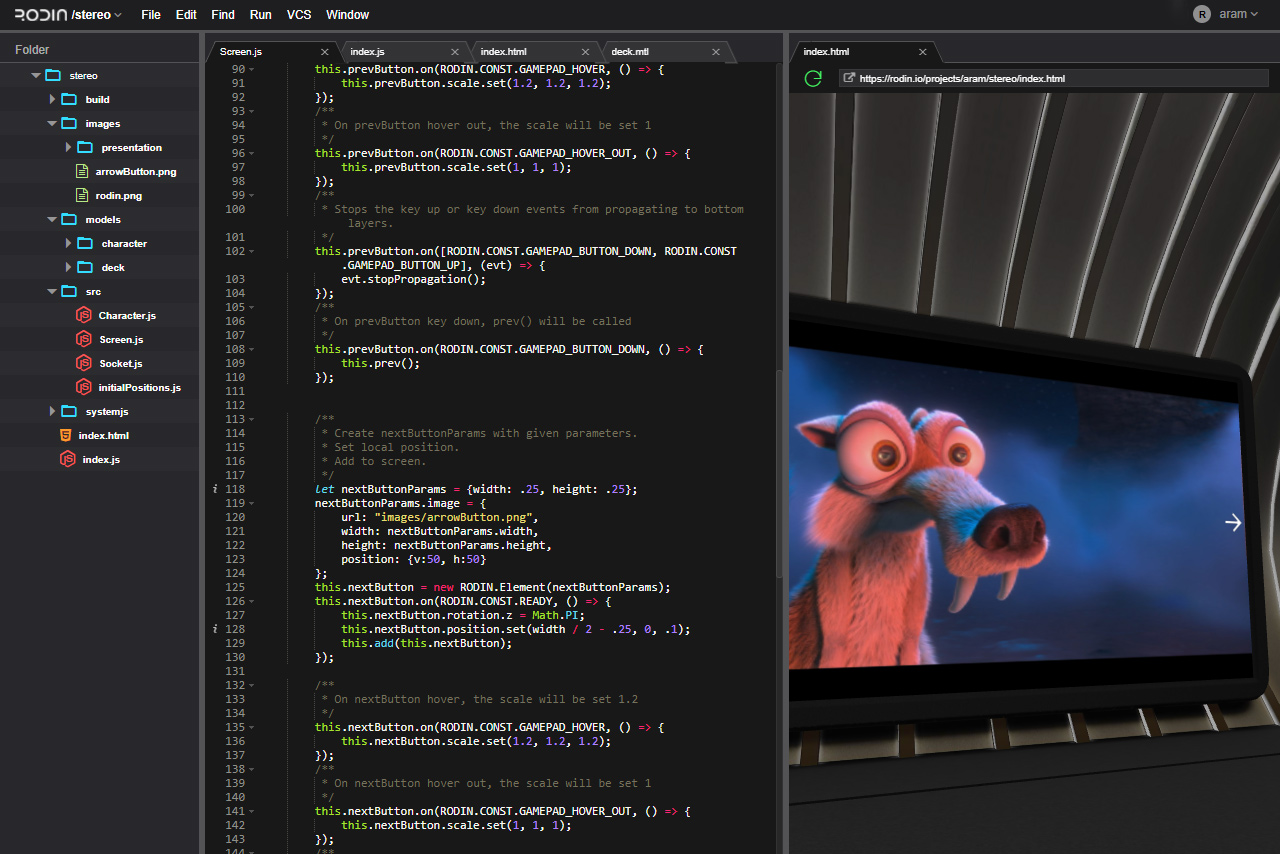 RODIN /stereo File Edit Find Run VCS Window R aram
Folder
stereo
build
images
presentation
arrowButton.png
rodin.png
models
character
deck
src
Character.js
Screen.js
Socket.js
initialPositions.js
systemjs
index.html
index.js
Screen.js index.js index.html deck.mtl
90 this.prevButton.on(RODIN.CONST.GAMEPAD_HOVER, () => {
91 this.prevButton.scale.set(1.2, 1.2, 1.2);
92 });
93 /**
94 * On prevButton hover out, the scale will be set 1
95 */
96 this.prevButton.on(RODIN.CONST.GAMEPAD_HOVER_OUT, () => {
97 this.prevButton.scale.set(1, 1, 1);
98 });
99 /**
100 * Stops the key up or key down events from propagating to bottom
layers.
101 */
102 this.prevButton.on([RODIN.CONST.GAMEPAD_BUTTON_DOWN, RODIN.CONST
.GAMEPAD_BUTTON_UP], (evt) => {
103 evt.stopPropagation();
104 });
105 /**
106 * On prevButton key down, prev() will be called
107 */
108 this.prevButton.on(RODIN.CONST.GAMEPAD_BUTTON_DOWN, () => {
109 this.prev();
110 });
111
112
113 /**
114 * Create nextButtonParams with given parameters.
115 * Set local position.
116 * Add to screen.
117 */
i 118 let nextButtonParams = {width: .25, height: .25};
119 nextButtonParams.image = {
120 url: "images/arrowButton.png",
121 width: nextButtonParams.width,
122 height: nextButtonParams.height,
123 position: {v:50, h:50}
124 };
125 this.nextButton = new RODIN.Element(nextButtonParams);
126 this.nextButton.on(RODIN.CONST.READY, () => {
127 this.nextButton.rotation.z = Math.PI;
i 128 this.nextButton.position.set(width / 2 - .25, 0, .1);
129 this.add(this.nextButton);
130 });
131
132 /**
133 * On nextButton hover, the scale will be set 1.2
134 */
135 this.nextButton.on(RODIN.CONST.GAMEPAD_HOVER, () => {
136 this.nextButton.scale.set(1.2, 1.2, 1.2);
137 });
138 /**
139 * On nextButton hover out, the scale will be set 1
140 */
141 this.nextButton.on(RODIN.CONST.GAMEPAD_HOVER_OUT, () => {
142 this.nextButton.scale.set(1, 1, 1);
143 });
144 /**
index.html
https://rodin.io/projects/aram/stereo/index.html